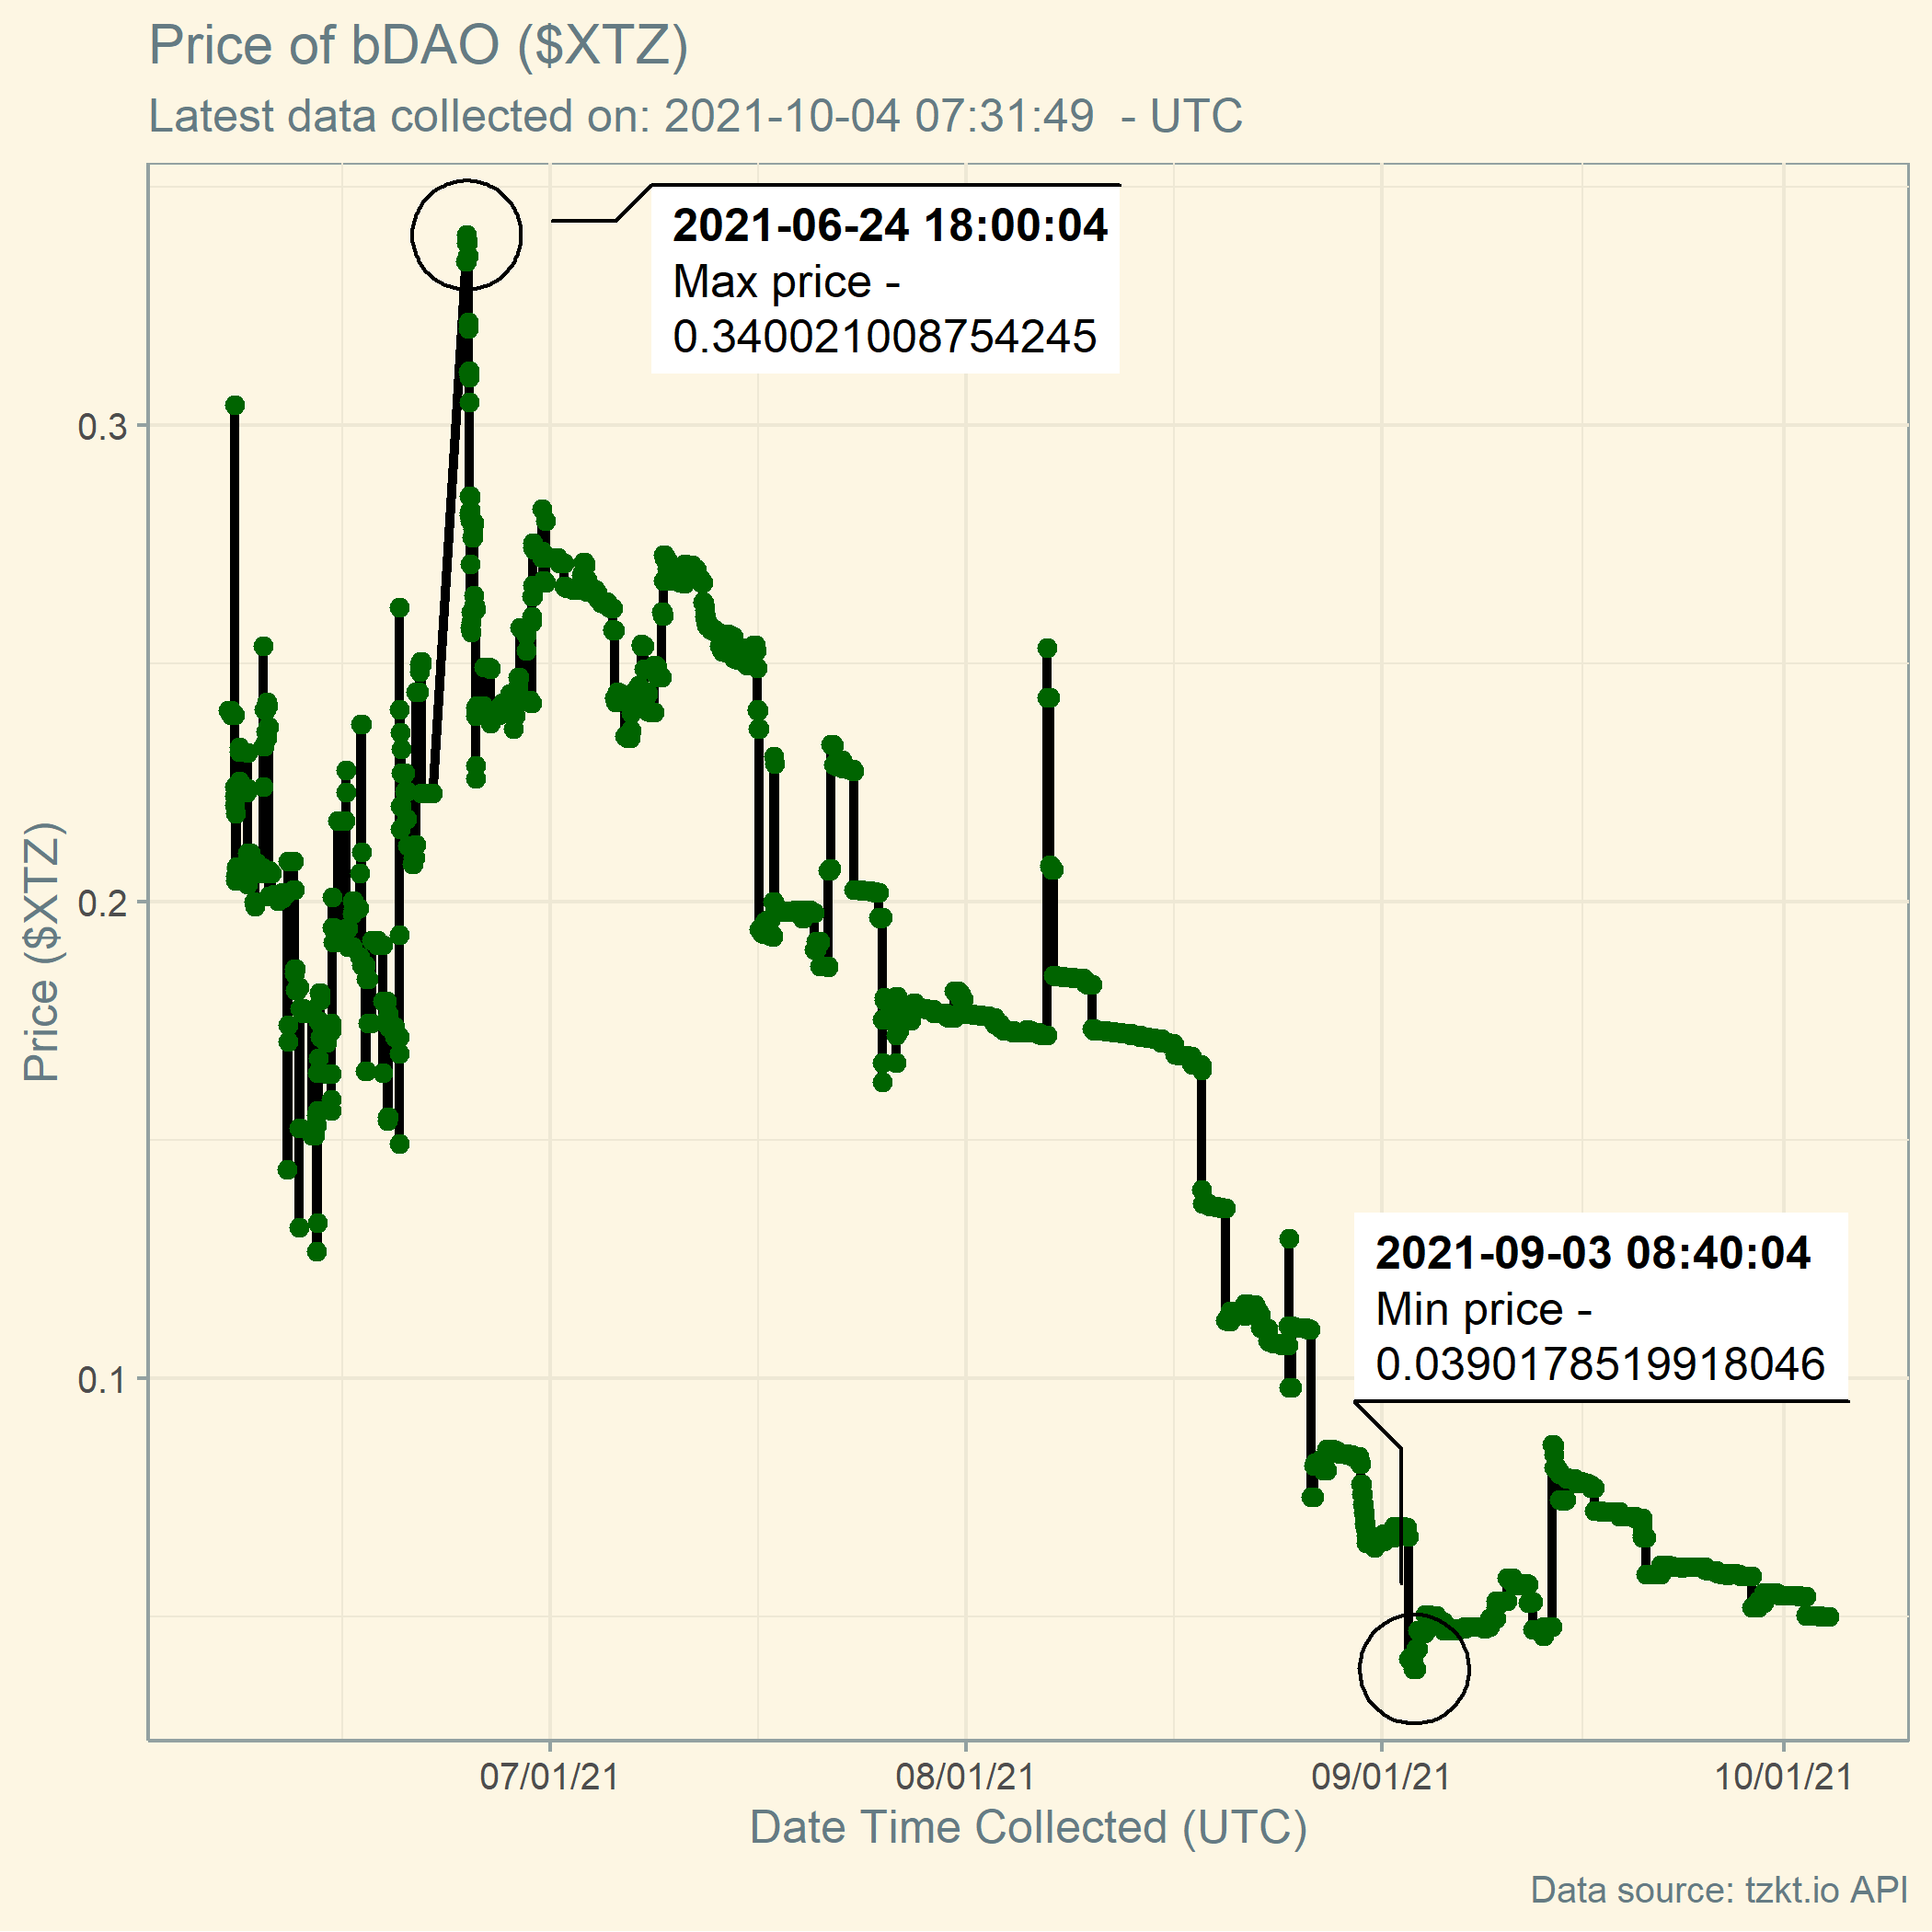 Price of bDAO ($XTZ)
Latest data collected on: 2021-10-04 07:31:49  - UTC
2021-06-24 18:00:04
Max price -
0.340021008754245
0.3
0.2
0.1
Price ($XTZ)
2021-09-03 08:40:04
Min price -
0.0390178519918046
07/01/21
08/01/21
09/01/21
10/01/21
Date Time Collected (UTC)
Data source: tzkt.io API